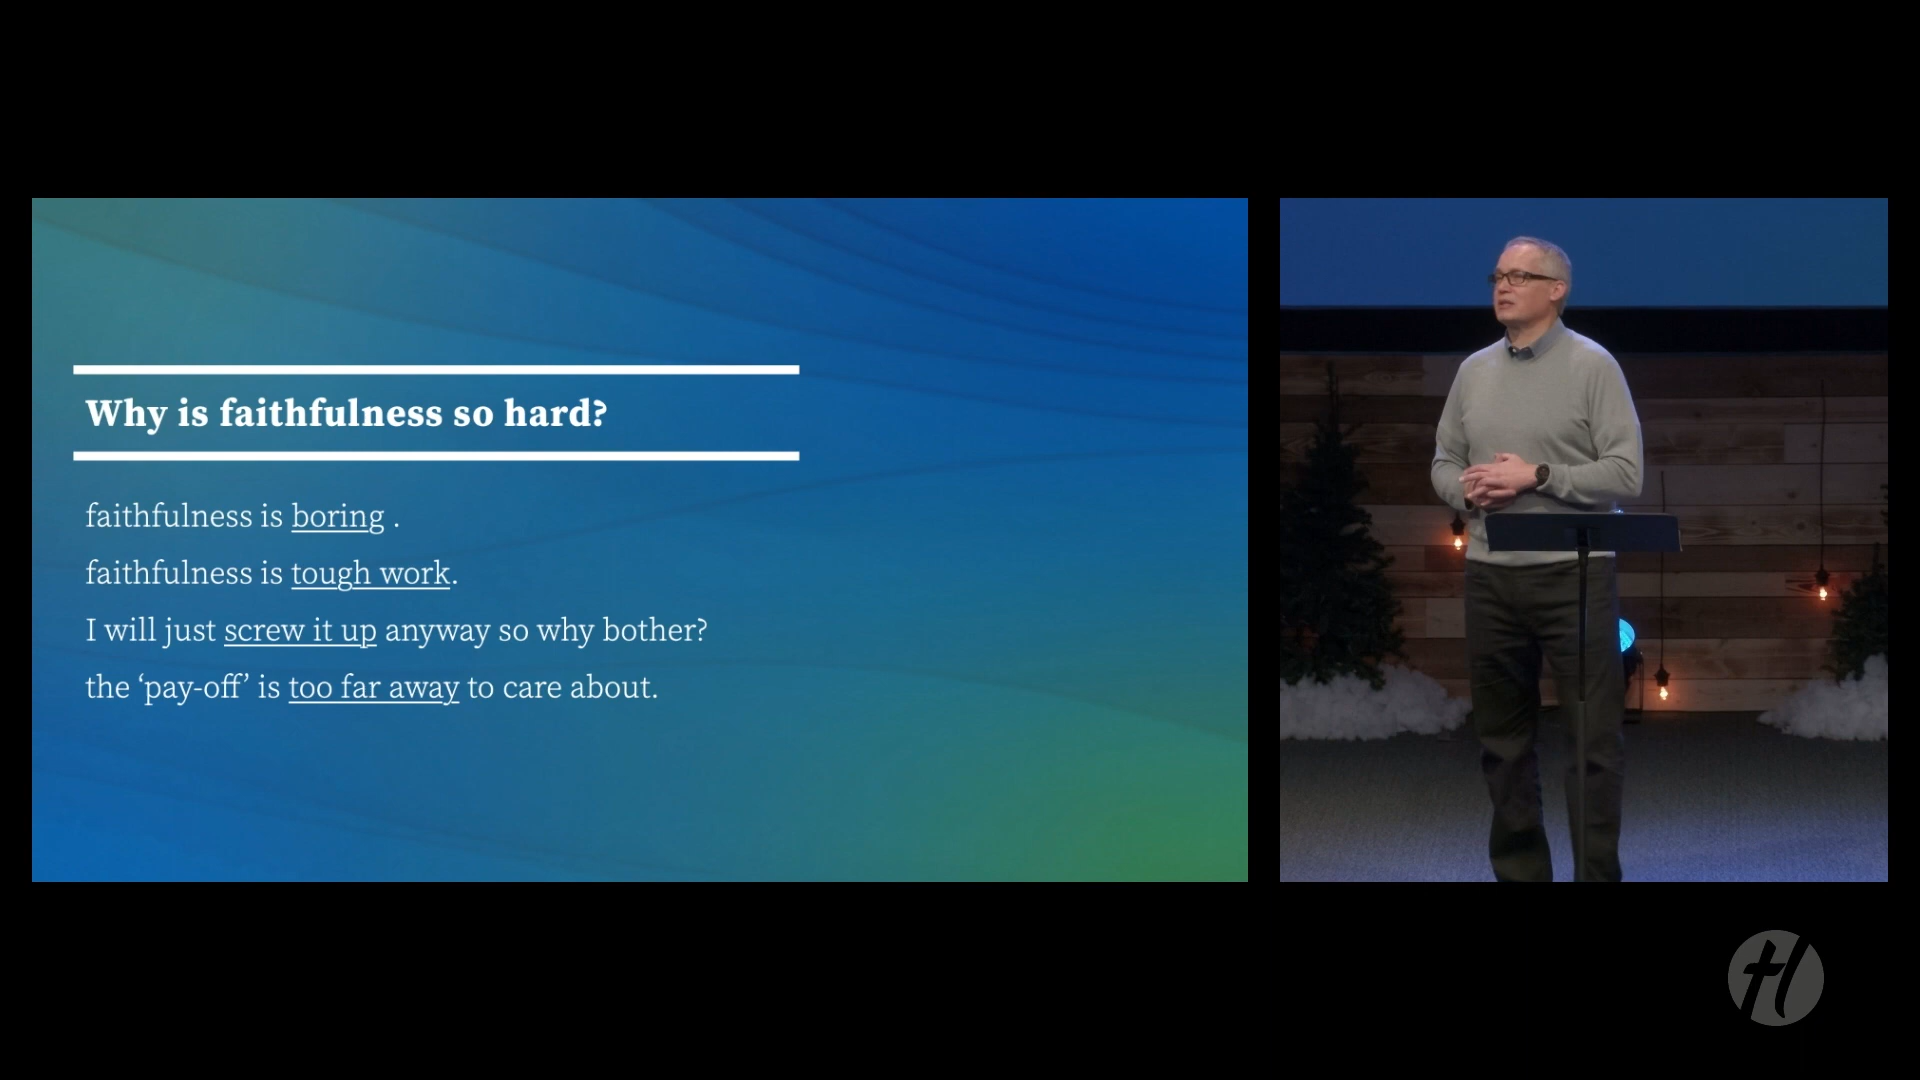 Why is faithfulness so hard?
faithfulness is boring .
faithfulness is tough work.
I will just screw it up anyway so why bother?
the ‘pay-off’ is too far away to care about.